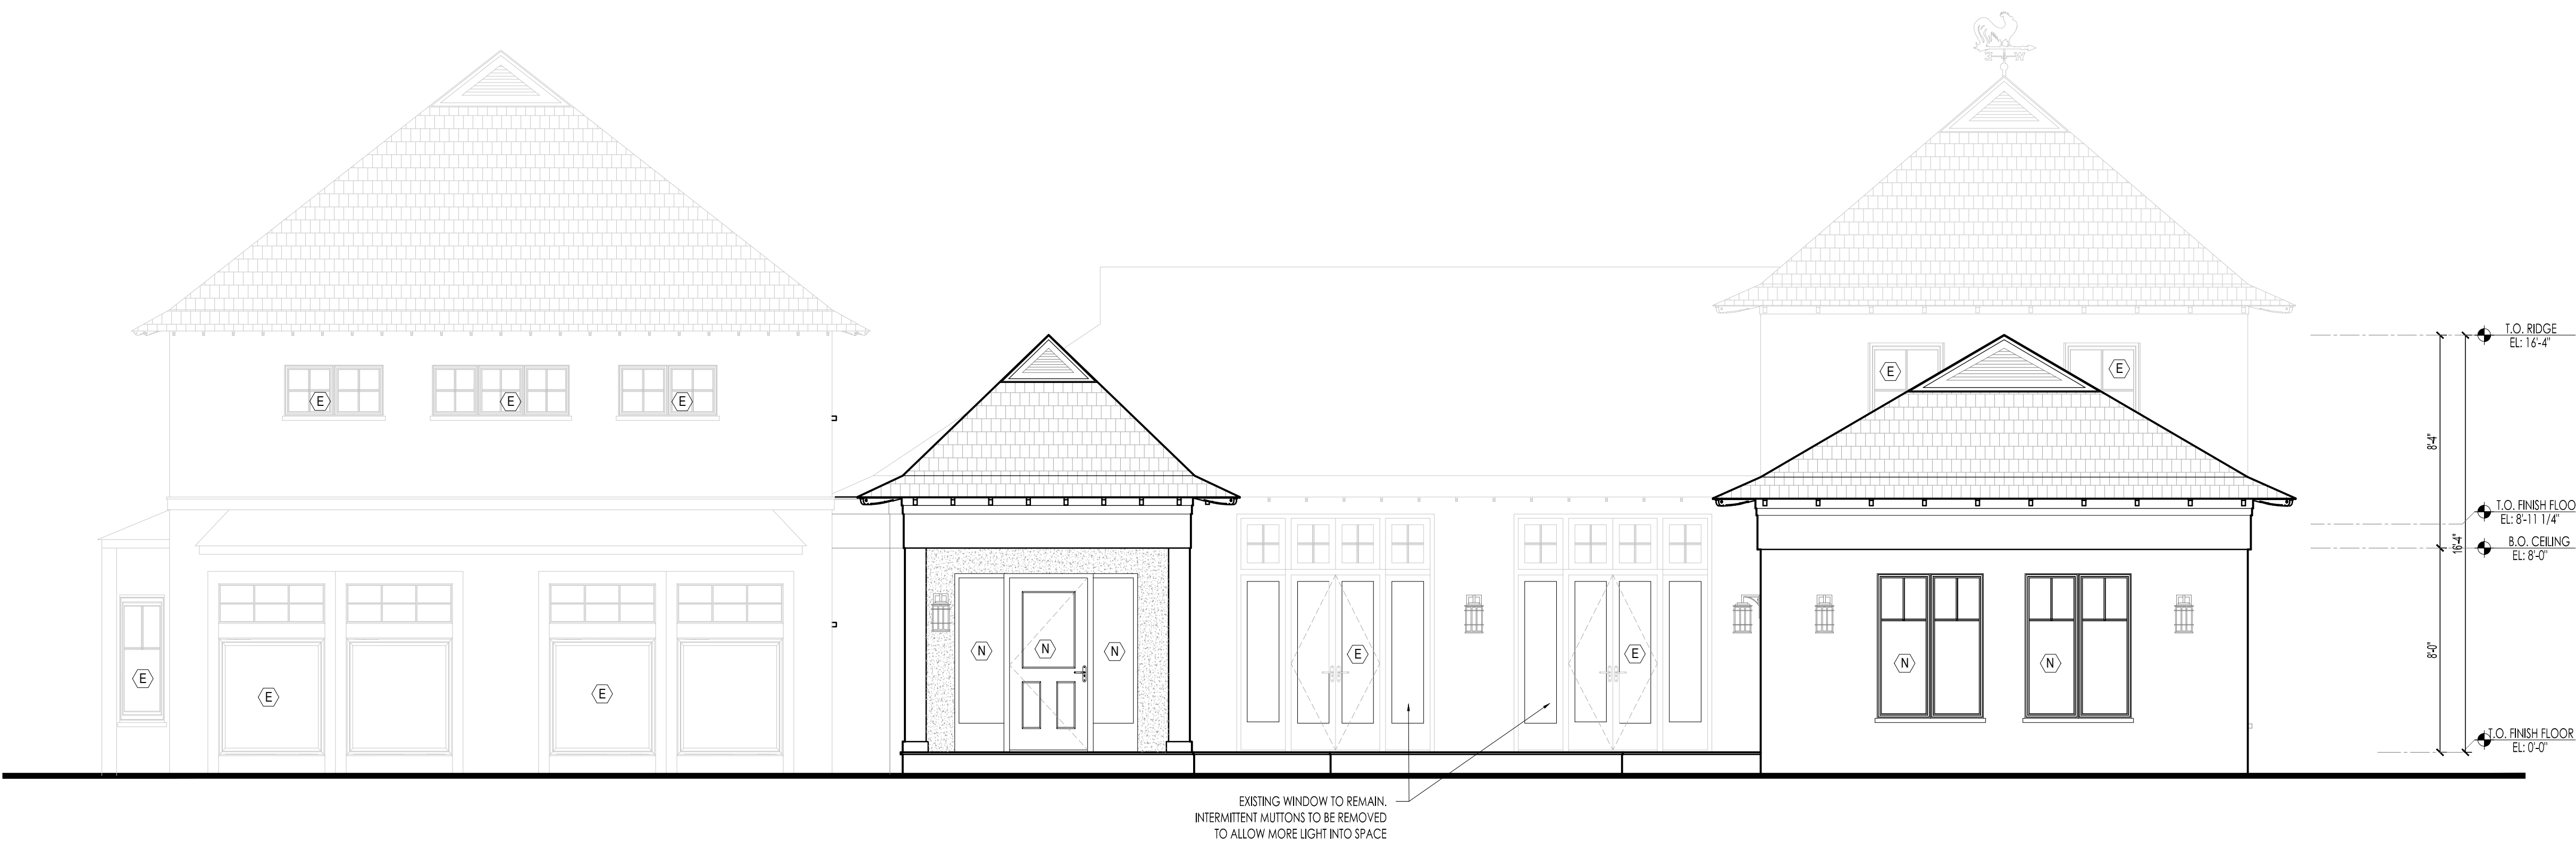 W
E
E
E
E
E
T.O. RIDGE
EL: 16'-4"
8'-4"
T.O. FINISH FLOO
EL: 8'-11 1/4"
16'-4"
B.O. CEILING
EL: 8'-0"
E
E
E
N
N
N
E
E
N
N
8'-0"
T.O. FINISH FLOOR
EL: 0'-0"
EXISTING WINDOW TO REMAIN.
INTERMITTENT MUTTONS TO BE REMOVED
TO ALLOW MORE LIGHT INTO SPACE